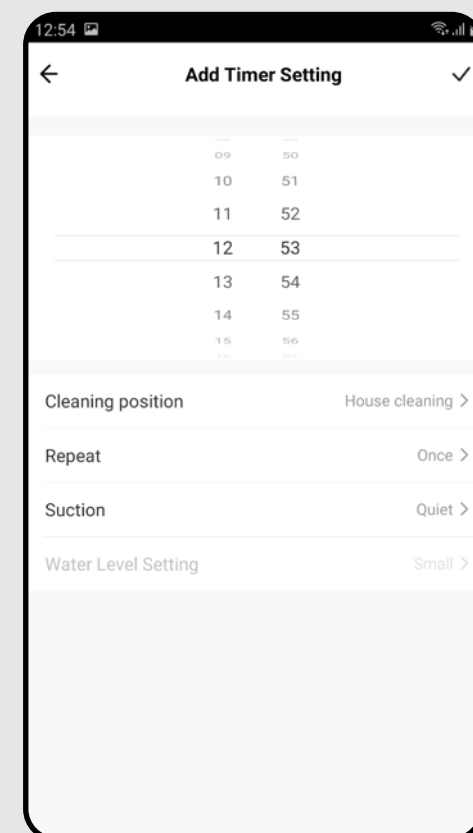 12:54
Add Timer Setting
09 50
10 51
11 52
12 53
13 54
14 55
15 56
Cleaning position House cleaning
Repeat Once
Suction Quiet
Water Level Setting Small